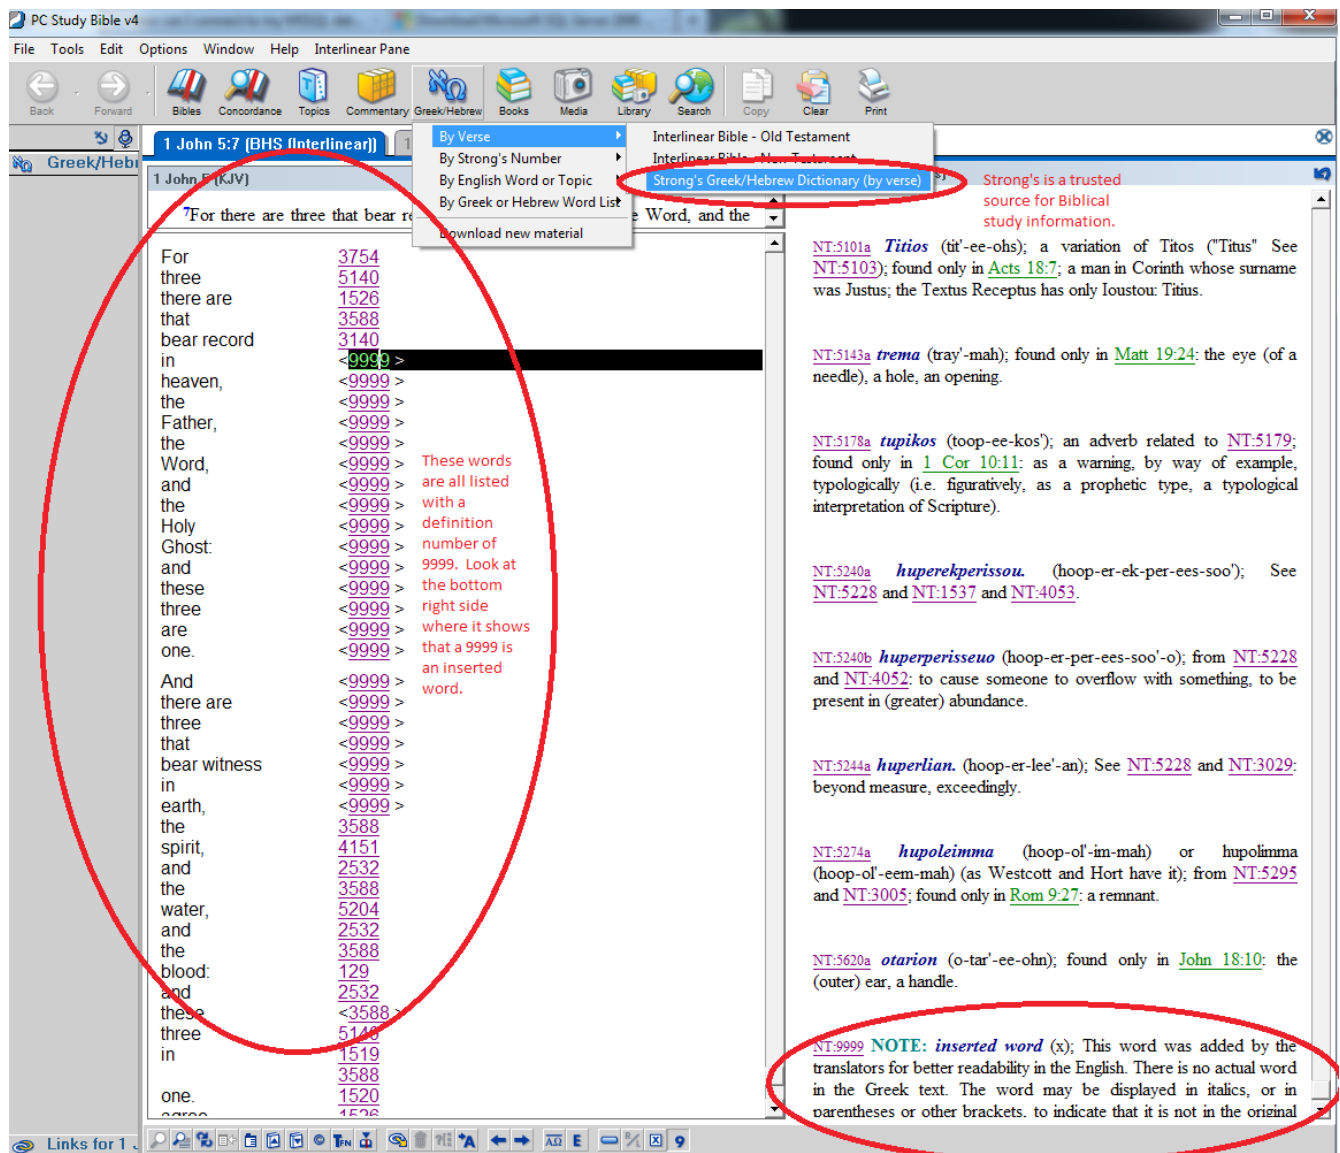 PC Study Bible v4
File Tools Edit Options Window Help Interlinear Pane
Back Forward Bibles Concordance Topics Commentary Greek/Hebrew Books Media Library Search Copy Clear Print
By Verse
By Strong's Number
By English Word or Topic
By Greek or Hebrew Word List
Download new material
Interlinear Bible - Old Testament
Interlinear Bible - New Testament
Strong's Greek/Hebrew Dictionary (by verse)
Greek/Hebr
1 John 5:7 (BHS (Interlinear))
1 John 5 (KJV)
7For there are three that bear re
e Word, and the
For 3754
three 5140
there are 1526
that 3588
bear record 3140
in <9999 >
heaven, <9999 >
the <9999 >
Father, <9999 >
the <9999 >
Word, <9999 >
and <9999 >
the <9999 >
Holy <9999 >
Ghost: <9999 >
and <9999 >
these <9999 >
three <9999 >
are <9999 >
one. <9999 >
And <9999 >
there are <9999 >
three <9999 >
that <9999 >
bear witness <9999 >
in <9999 >
earth, <9999 >
the 3588
spirit, 4151
and 2532
the 3588
water, 5204
and 2532
the 3588
blood: 129
and 2532
these <3588 >
three 5140
in 1519
3588
one. 1520
agree 1526
These words
are all listed
with a
definition
number of
9999. Look at
the bottom
right side
where it shows
that a 9999 is
an inserted
word.
Strong's is a trusted
source for Biblical
study information.
NT:5101a Titios (tit'-ee-ohs); a variation of Titos ("Titus" See
NT:5103); found only in Acts 18:7; a man in Corinth whose surname
was Justus; the Textus Receptus has only Ioustou: Titius.
NT:5143a trema (tray'-mah); found only in Matt 19:24: the eye (of a
needle), a hole, an opening.
NT:5178a tupikos (toop-ee-kos'); an adverb related to NT:5179;
found only in 1 Cor 10:11: as a warning, by way of example,
typologically (i.e. figuratively, as a prophetic type, a typological
interpretation of Scripture).
NT:5240a huperekperissou. (hoop-er-ek-per-ees-soo'); See
NT:5228 and NT:1537 and NT:4053.
NT:5240b huperperisseuo (hoop-er-per-ees-soo'-o); from NT:5228
and NT:4052: to cause someone to overflow with something, to be
present in (greater) abundance.
NT:5244a huperlian. (hoop-er-lee'-an); See NT:5228 and NT:3029:
beyond measure, exceedingly.
NT:5274a hupoleimma (hoop-ol'-im-mah) or hupolimma
(hoop-ol'-eem-mah) (as Westcott and Hort have it); from NT:5295
and NT:3005; found only in Rom 9:27: a remnant.
NT:5620a otarion (o-tar'-ee-ohn); found only in John 18:10: the
(outer) ear, a handle.
NT:9999 NOTE: inserted word (x); This word was added by the
translators for better readability in the English. There is no actual word
in the Greek text. The word may be displayed in italics, or in
parentheses or other brackets, to indicate that it is not in the original
Links for 1 J